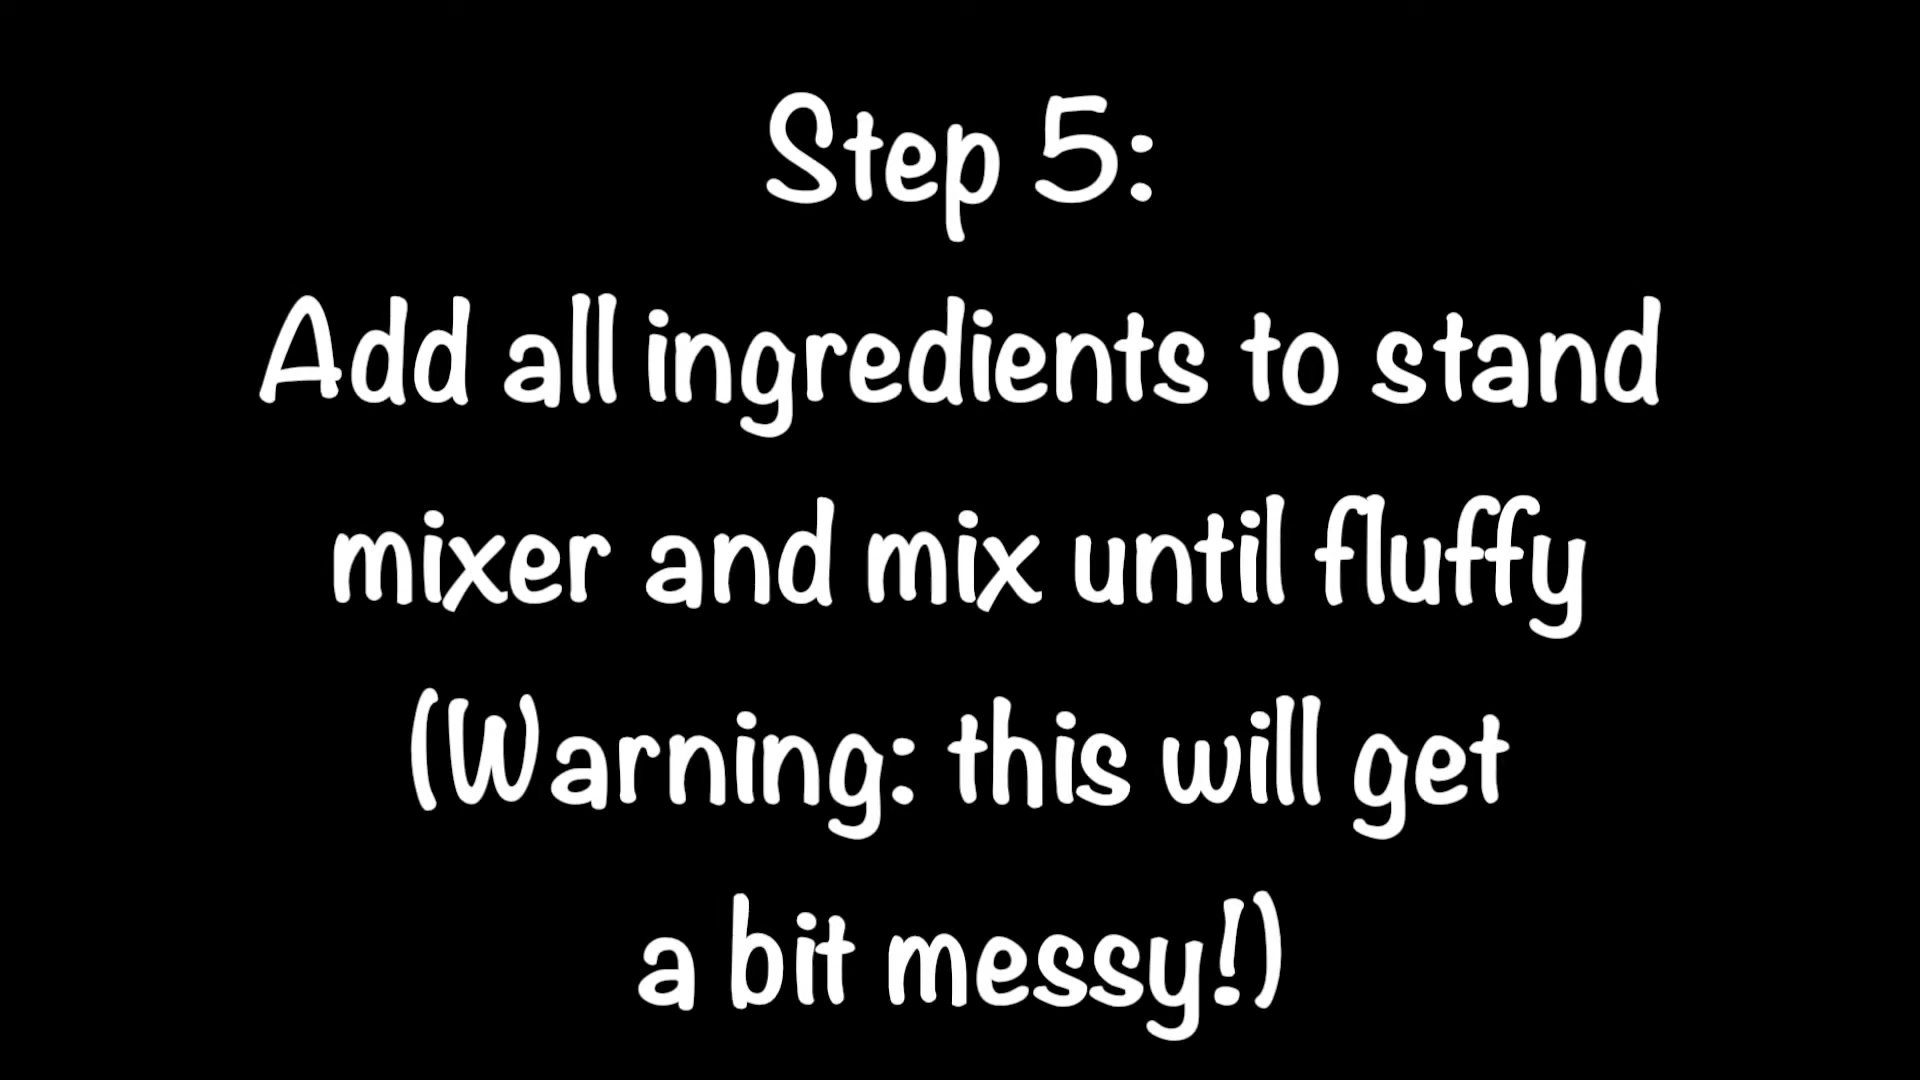 Step 5:
Add all ingredients to stand
mixer and mix until fluffy
(Warning: this will get
a bit messy!)